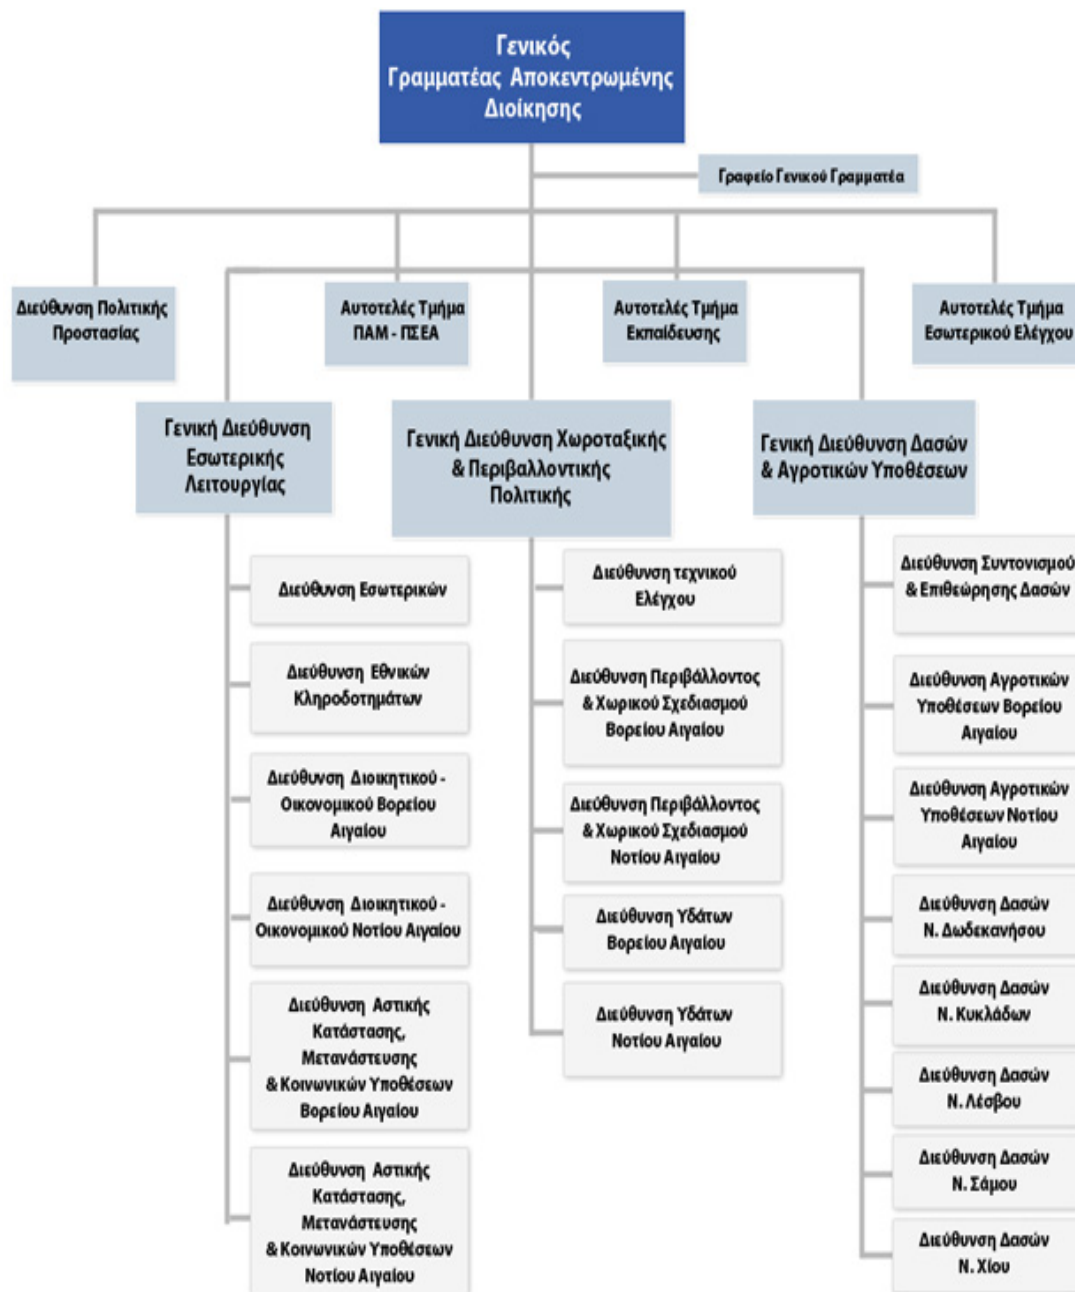 Γενικός
Γραμματέας Αποκεντρωμένης
Διοίκησης
Γραφείο Γενικού Γραμματέα
Διεύθυνση Πολιτικής
Προστασίας
Αυτοτελές Τμήμα
ΠΑΜ - ΠΣΕΑ
Αυτοτελές Τμήμα
Εκπαίδευσης
Αυτοτελές Τμήμα
Εσωτερικού Ελέγχου
Γενική Διεύθυνση
Εσωτερικής
Λειτουργίας
Γενική Διεύθυνση Χωροταξικής
& Περιβαλλοντικής
Πολιτικής
Γενική Διεύθυνση Δασών
& Αγροτικών Υποθέσεων
Διεύθυνση Εσωτερικών
Διεύθυνση Εθνικών
Κληροδοτημάτων
Διεύθυνση Διοικητικού -
Οικονομικού Βορείου
Αιγαίου
Διεύθυνση Διοικητικού -
Οικονομικού Νοτίου Αιγαίου
Διεύθυνση Αστικής
Κατάστασης,
Μετανάστευσης
& Κοινωνικών Υποθέσεων
Βορείου Αιγαίου
Διεύθυνση Αστικής
Κατάστασης,
Μετανάστευσης
& Κοινωνικών Υποθέσεων
Νοτίου Αιγαίου
Διεύθυνση τεχνικού
Ελέγχου
Διεύθυνση Περιβάλλοντος
& Χωρικού Σχεδιασμού
Βορείου Αιγαίου
Διεύθυνση Περιβάλλοντος
& Χωρικού Σχεδιασμού
Νοτίου Αιγαίου
Διεύθυνση Υδάτων
Βορείου Αιγαίου
Διεύθυνση Υδάτων
Νοτίου Αιγαίου
Διεύθυνση Συντονισμού
& Επιθεώρησης Δασών
Διεύθυνση Αγροτικών
Υποθέσεων Βορείου
Αιγαίου
Διεύθυνση Αγροτικών
Υποθέσεων Νοτίου
Αιγαίου
Διεύθυνση Δασών
Ν. Δωδεκανήσου
Διεύθυνση Δασών
Ν. Κυκλάδων
Διεύθυνση Δασών
Ν. Λέσβου
Διεύθυνση Δασών
Ν. Σάμου
Διεύθυνση Δασών
Ν. Χίου